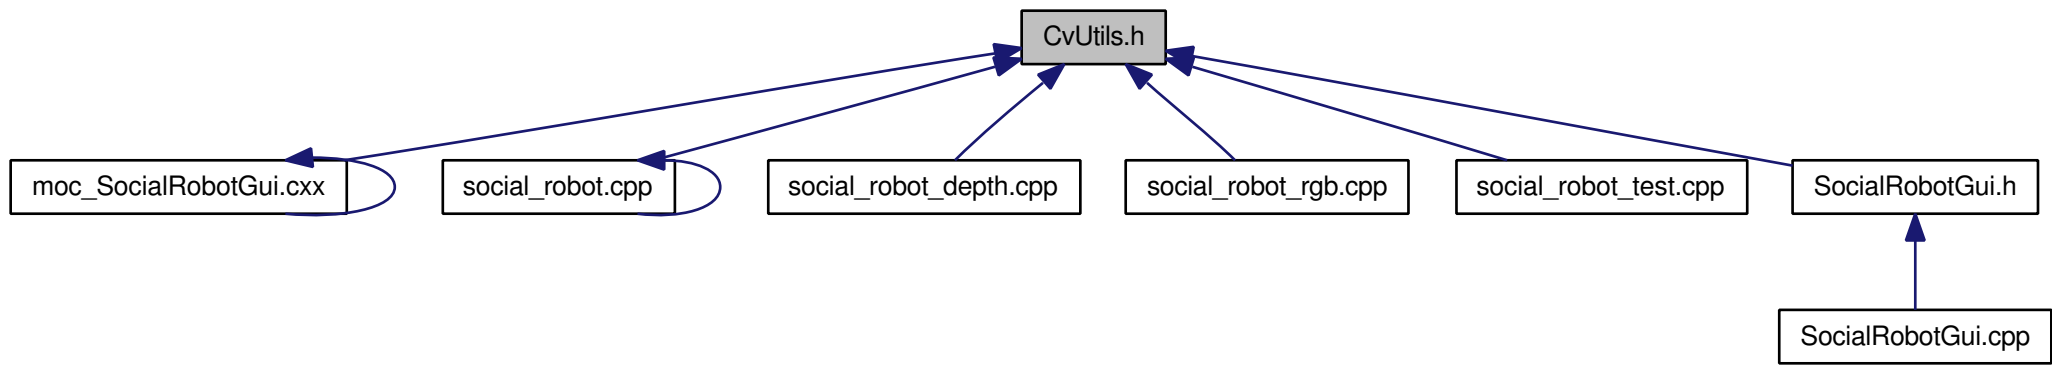 CvUtils.h
moc_SocialRobotGui.cxx
social_robot.cpp
social_robot_depth.cpp
social_robot_rgb.cpp
social_robot_test.cpp
SocialRobotGui.h
SocialRobotGui.cpp